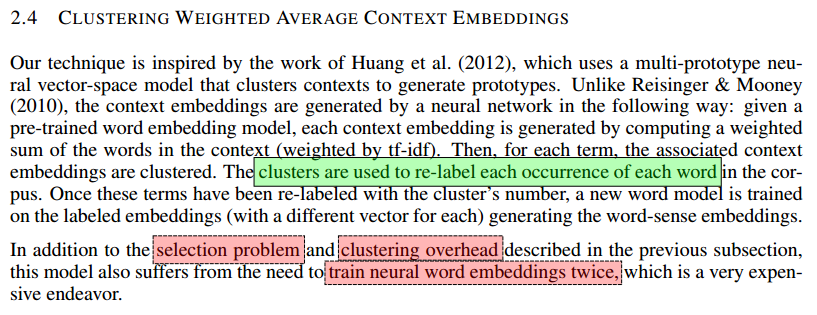 2.4 CLUSTERING WEIGHTED AVERAGE CONTEXT EMBEDDINGS
Our technique is inspired by the work of Huang et al. (2012), which uses a multi-prototype neu-
ral vector-space model that clusters contexts to generate prototypes. Unlike Reisinger & Mooney
(2010), the context embeddings are generated by a neural network in the following way: given a
pre-trained word embedding model, each context embedding is generated by computing a weighted
sum of the words in the context (weighted by tf-idf). Then, for each term, the associated context
embeddings are clustered. The clusters are used to re-label each occurrence of each word in the cor-
pus. Once these terms have been re-labeled with the cluster's number, a new word model is trained
on the labeled embeddings (with a different vector for each) generating the word-sense embeddings.
In addition to the selection problem and clustering overhead described in the previous subsection,
this model also suffers from the need to train neural word embeddings twice, which is a very expen-
sive endeavor.